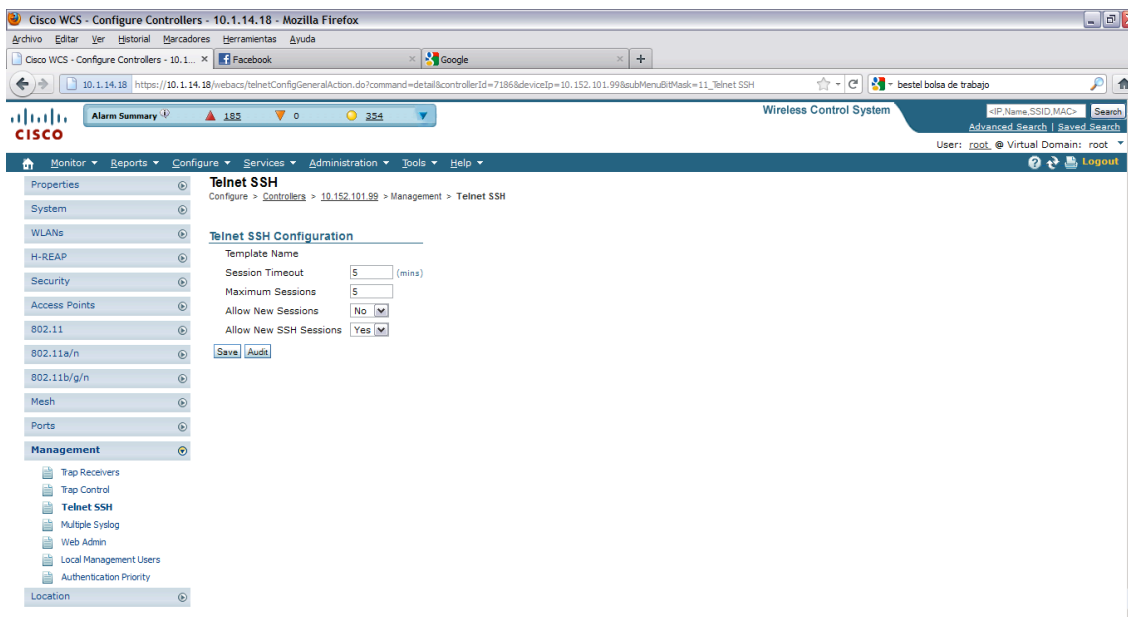 Cisco WCS - Configure Controllers - 10.1.14.18 - Mozilla Firefox
Archivo Editar Ver Historial Marcadores Herramientas Ayuda
Cisco WCS - Configure Controllers - 10.1... Facebook Google
10.1.14.18 https://10.1.14.18/webacs/telnetConfigGeneralAction.do?command=detail&controllerId=7186&deviceIp=10.152.101.99&subMenuBitMask=11_Telnet SSH bestel bolsa de trabajo
CISCO
Alarm Summary 185 0 354
Wireless Control System
<IP,Name,SSID,MAC> Search
Advanced Search | Saved Search
User: root @ Virtual Domain: root
Monitor Reports Configure Services Administration Tools Help Logout
Properties
System
WLANs
H-REAP
Security
Access Points
802.11
802.11a/n
802.11b/g/n
Mesh
Ports
Management
Trap Receivers
Trap Control
Telnet SSH
Multiple Syslog
Web Admin
Local Management Users
Authentication Priority
Location
Telnet SSH
Configure > Controllers > 10.152.101.99 > Management > Telnet SSH
Telnet SSH Configuration
Template Name
Session Timeout 5 (mins)
Maximum Sessions 5
Allow New Sessions No
Allow New SSH Sessions Yes
Save Audit